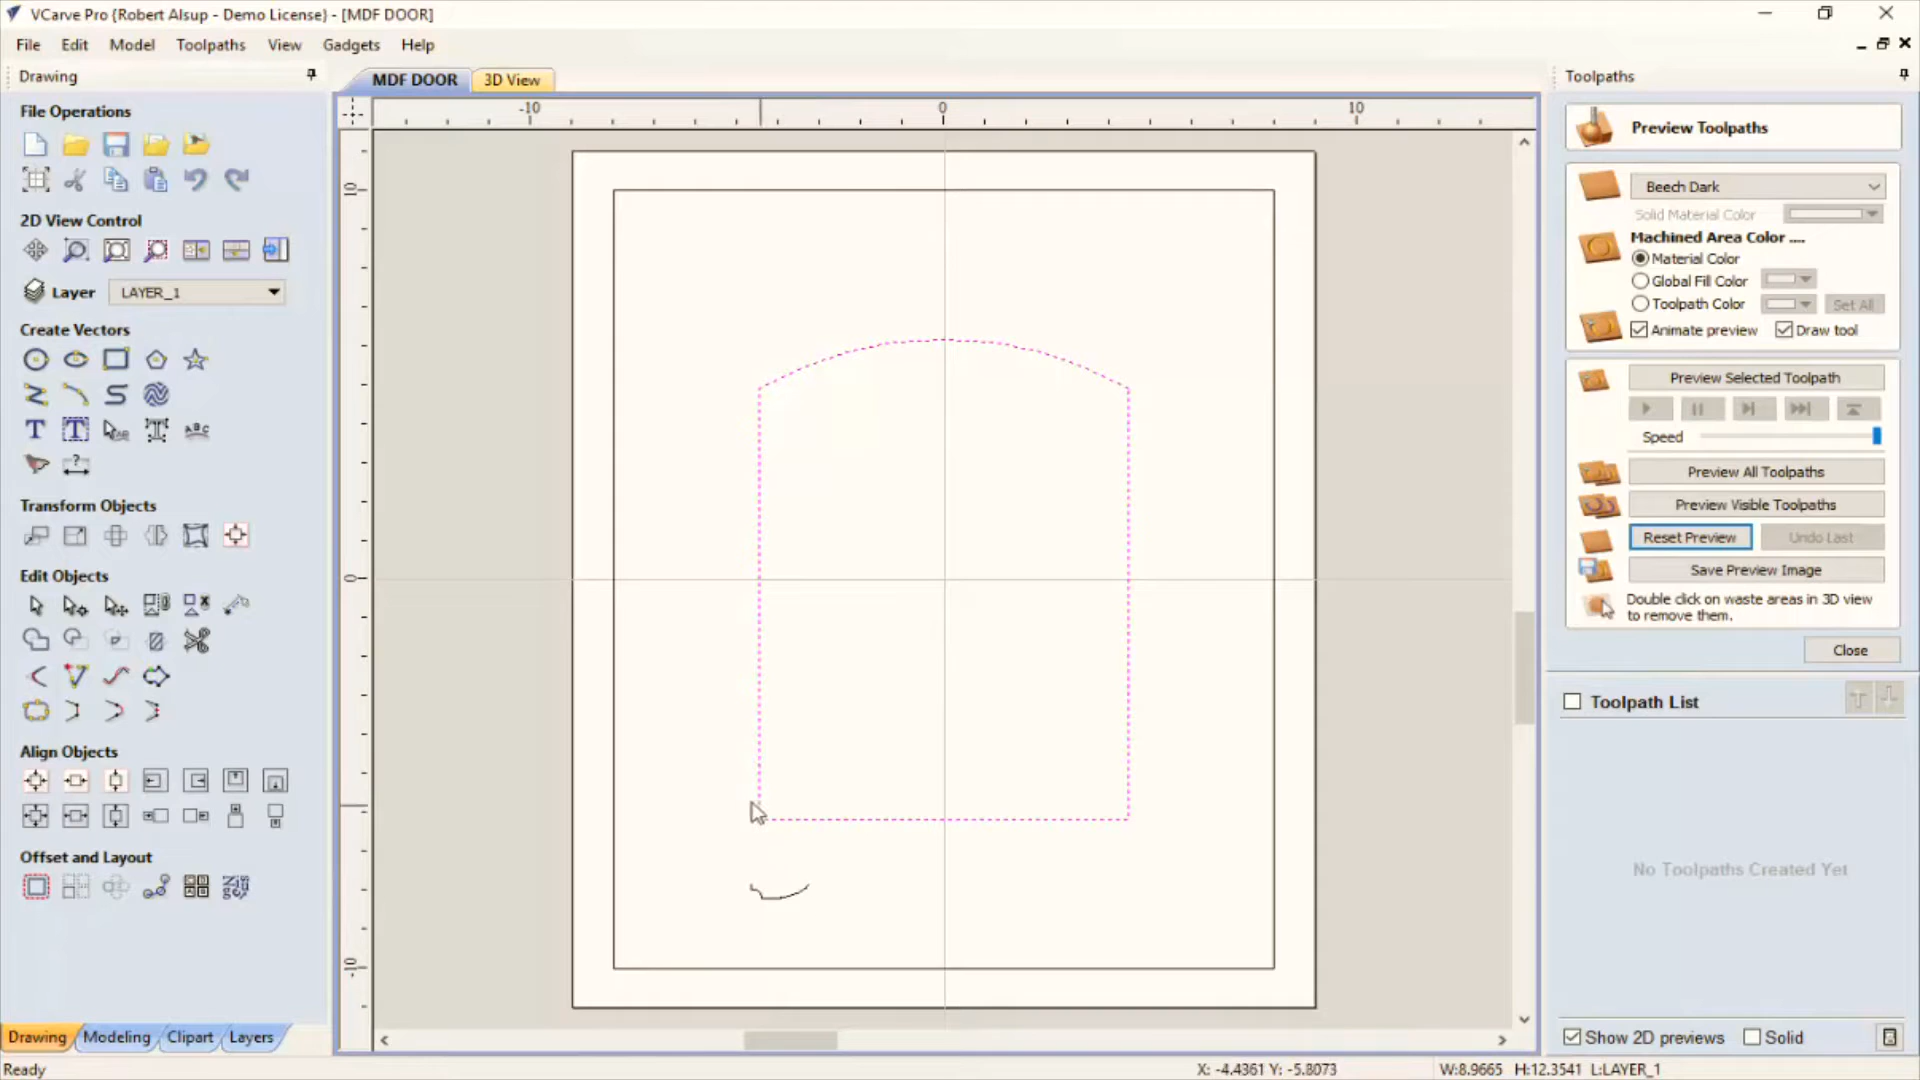 VCarve Pro {Robert Alsup - Demo License} - [MDF DOOR]
File Edit Model Toolpaths View Gadgets Help
Drawing
File Operations
2D View Control
Layer LAYER_1
Create Vectors
Transform Objects
Edit Objects
Align Objects
Offset and Layout
Drawing Modeling Clipart Layers
Ready
MDF DOOR 3D View
-10 0 10
10
0
-10
X: -4.4361 Y: -5.8073
W:8.9665 H:12.3541 L:LAYER_1
Toolpaths
Preview Toolpaths
Beech Dark
Solid Material Color
Machined Area Color ....
Material Color
Global Fill Color
Toolpath Color Set All
Animate preview Draw tool
Preview Selected Toolpath
Speed
Preview All Toolpaths
Preview Visible Toolpaths
Reset Preview Undo Last
Save Preview Image
Double click on waste areas in 3D view
to remove them.
Close
Toolpath List
No Toolpaths Created Yet
Show 2D previews Solid